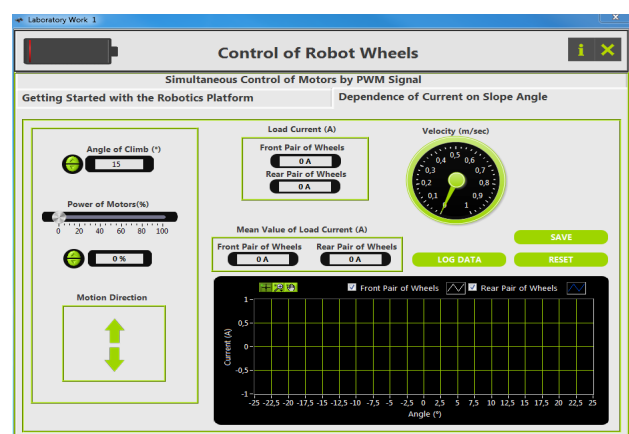 Laboratory Work 1
Control of Robot Wheels
Simultaneous Control of Motors by PWM Signal
Getting Started with the Robotics Platform
Dependence of Current on Slope Angle
Angle of Climb (º)
15
Power of Motors(%)
0 20 40 60 80 100
0 %
Motion Direction
Load Current (A)
Front Pair of Wheels
0 A
Rear Pair of Wheels
0 A
Velocity (m/sec)
0 0,1 0,2 0,3 0,4 0,5 0,6 0,7 0,8 0,9 1
Mean Value of Load Current (A)
Front Pair of Wheels Rear Pair of Wheels
0 A 0 A
SAVE
LOG DATA RESET
Front Pair of Wheels Rear Pair of Wheels
Current (A)
1
0,5
0
-0,5
-1
-25 -22,5 -20 -17,5 -15 -12,5 -10 -7,5 -5 -2,5 0 2,5 5 7,5 10 12,5 15 17,5 20 22,5 25
Angle (º)